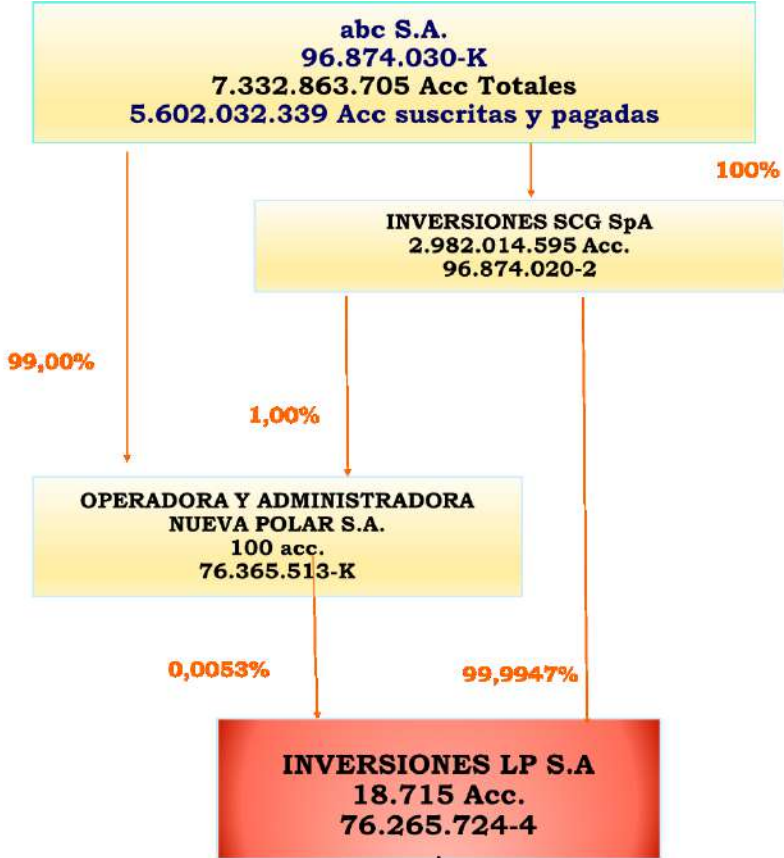 abc S.A.
96.874.030-K
7.332.863.705 Acc Totales
5.602.032.339 Acc suscritas y pagadas
100%
INVERSIONES SCG SpA
2.982.014.595 Acc.
96.874.020-2
99,00%
1,00%
OPERADORA Y ADMINISTRADORA
NUEVA POLAR S.A.
100 acc.
76.365.513-K
0,0053%
99,9947%
INVERSIONES LP S.A
18.715 Acc.
76.265.724-4